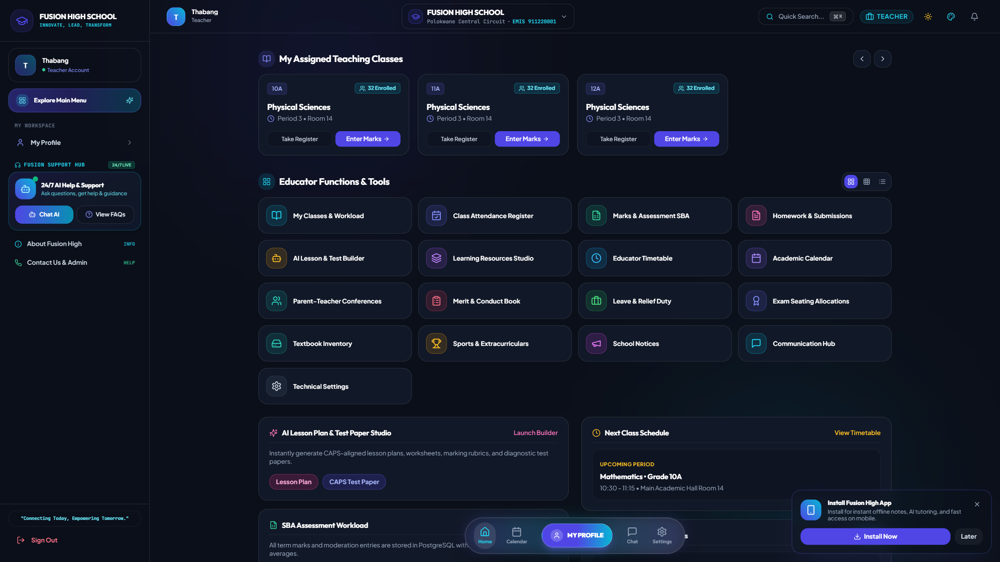 FUSION HIGH SCHOOL
INNOVATE, LEAD, TRANSFORM
T
Thabang
Teacher Account
Explore Main Menu
MY WORKSPACE
My Profile
FUSION SUPPORT HUB
24/7 LIVE
24/7 AI Help & Support
Ask questions, get help & guidance
Chat AI
View FAQs
About Fusion High
INFO
Contact Us & Admin
HELP
"Connecting Today, Empowering Tomorrow."
Sign Out
T
Thabang
Teacher
FUSION HIGH SCHOOL
Polokwane Central Circuit • EMIS 911220001
Quick Search...
⌘ K
TEACHER
My Assigned Teaching Classes
10A
32 Enrolled
Physical Sciences
Period 3 • Room 14
Take Register
Enter Marks →
11A
32 Enrolled
Physical Sciences
Period 3 • Room 14
Take Register
Enter Marks →
12A
32 Enrolled
Physical Sciences
Period 3 • Room 14
Take Register
Enter Marks →
Educator Functions & Tools
My Classes & Workload
Class Attendance Register
Marks & Assessment SBA
Homework & Submissions
AI Lesson & Test Builder
Learning Resources Studio
Educator Timetable
Academic Calendar
Parent-Teacher Conferences
Merit & Conduct Book
Leave & Relief Duty
Exam Seating Allocations
Textbook Inventory
Sports & Extracurriculars
School Notices
Communication Hub
Technical Settings
AI Lesson Plan & Test Paper Studio
Launch Builder
Instantly generate CAPS-aligned lesson plans, worksheets, marking rubrics, and diagnostic test
papers.
Lesson Plan
CAPS Test Paper
Next Class Schedule
View Timetable
UPCOMING PERIOD
Mathematics • Grade 10A
10:30 - 11:15 • Main Academic Hall Room 14
SBA Assessment Workload
All term marks and moderation entries are stored in PostgreSQL with
averages.
Home
Calendar
MY PROFILE
Chat
Settings
Install Fusion High App
Install for instant offline notes, AI tutoring, and fast
access on mobile.
Install Now
Later